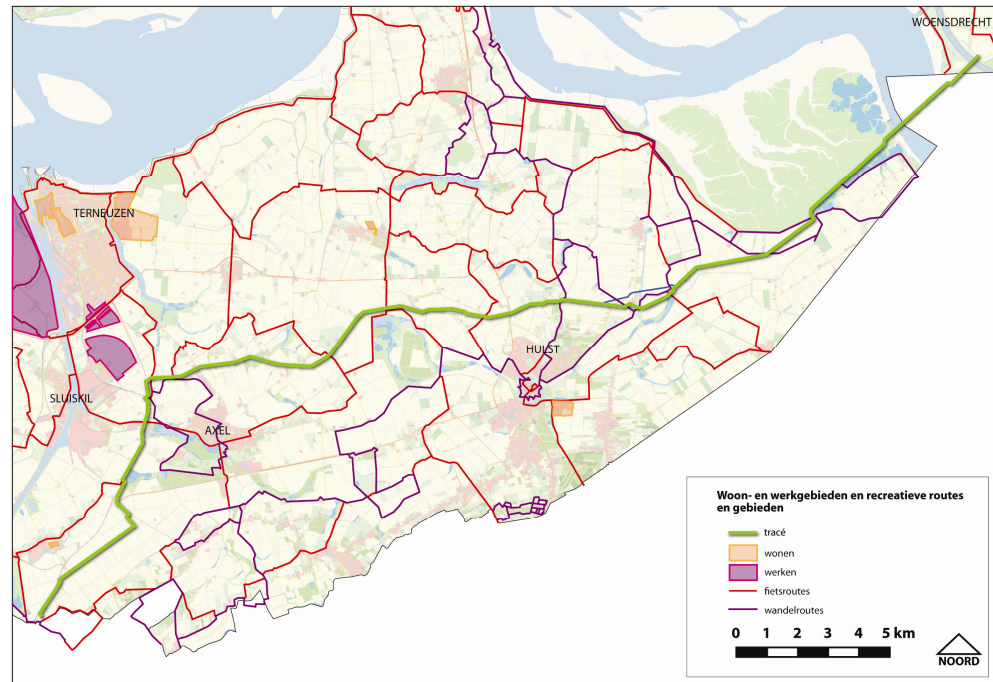 WOENSDRECHT
TERNEUZEN
HULST
SLUISKIL
AXEL
Woon- en werkgebieden en recreatieve routes
en gebieden
tracé
wonen
werken
fietsroutes
wandelroutes
0 1 2 3 4 5 km
NOORD